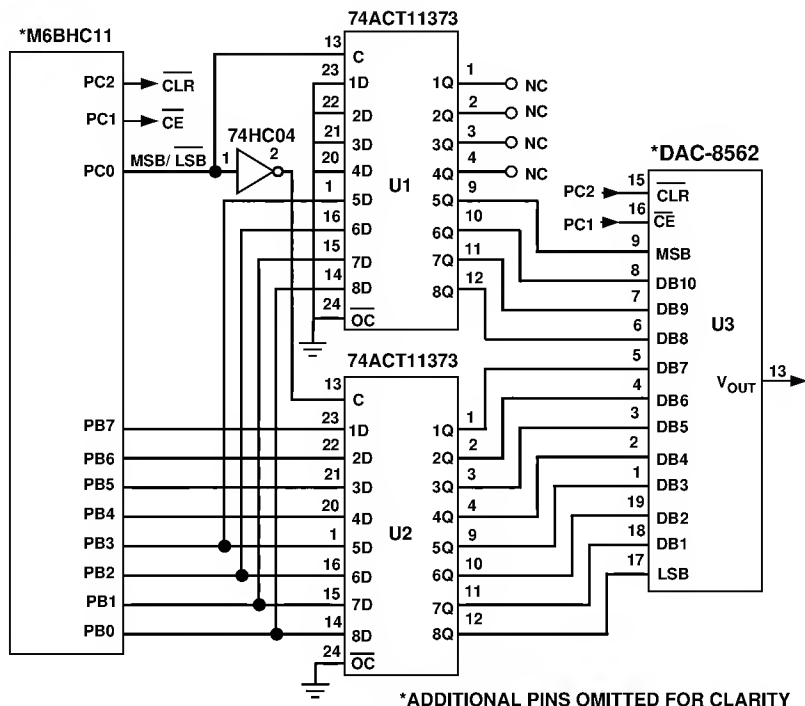 *M6BHC11
PC2
CLR
PC1
CE
PC0
MSB/ LSB
74HC04
1
2
PB7
PB6
PB5
PB4
PB3
PB2
PB1
PB0
74ACT11373
13
C
23
1D
22
2D
21
3D
20
4D
1
5D
16
6D
15
7D
14
8D
24
OC
U1
1Q
1
NC
2Q
2
NC
3Q
3
NC
4Q
4
NC
5Q
9
6Q
10
7Q
11
8Q
12
74ACT11373
13
C
23
1D
22
2D
21
3D
20
4D
1
5D
16
6D
15
7D
14
8D
24
OC
U2
1Q
1
2Q
2
3Q
3
4Q
4
5Q
9
6Q
10
7Q
11
8Q
12
*DAC-8562
PC2
15
CLR
PC1
16
CE
9
MSB
8
DB10
7
DB9
6
DB8
5
DB7
4
DB6
3
DB5
2
DB4
1
DB3
19
DB2
18
DB1
17
LSB
U3
VOUT
13
*ADDITIONAL PINS OMITTED FOR CLARITY